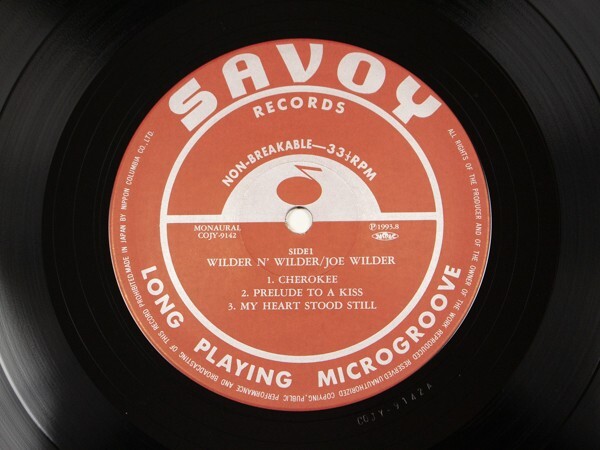 SAVOY
RECORDS
NON-BREAKABLE—33⅓RPM
MONAURAL
COJY-9142
Ⓟ1993.8
SIDE1
WILDER N' WILDER/JOE WILDER
1. CHEROKEE
2. PRELUDE TO A KISS
3. MY HEART STOOD STILL
LONG PLAYING MICROGROOVE
ALL RIGHTS OF THE PRODUCER AND OF THE OWNER OF THE WORK REPRODUCED RESERVED.UNAUTHORIZED COPYING,PUBLIC PERFORMANCE AND BROADCASTING OF THIS RECORD PROHIBITED.MADE IN JAPAN BY NIPPON COLUMBIA CO.,LTD.
COJY-9142A